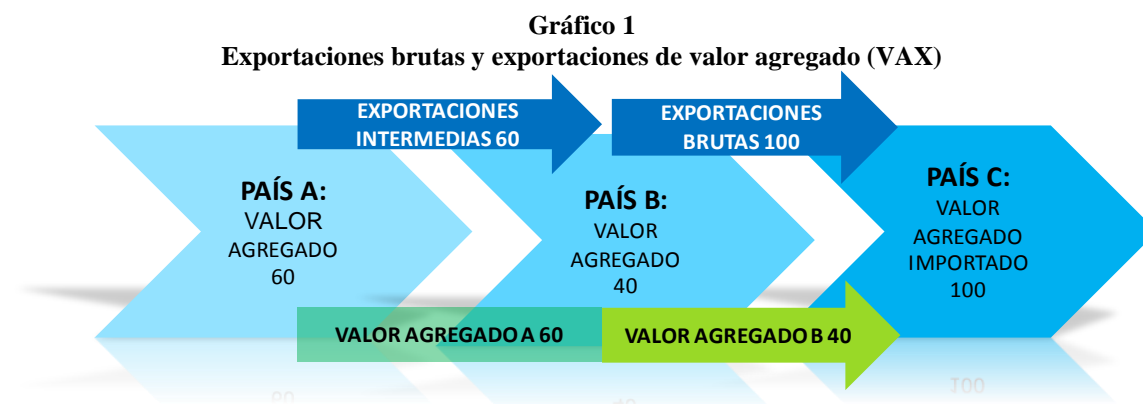 Gráfico 1
Exportaciones brutas y exportaciones de valor agregado (VAX)
EXPORTACIONES
INTERMEDIAS 60
EXPORTACIONES
BRUTAS 100
PAÍS A:
VALOR
AGREGADO
60
PAÍS B:
VALOR
AGREGADO
40
PAÍS C:
VALOR
AGREGADO
IMPORTADO
100
VALOR AGREGADO A 60
VALOR AGREGADO B 40